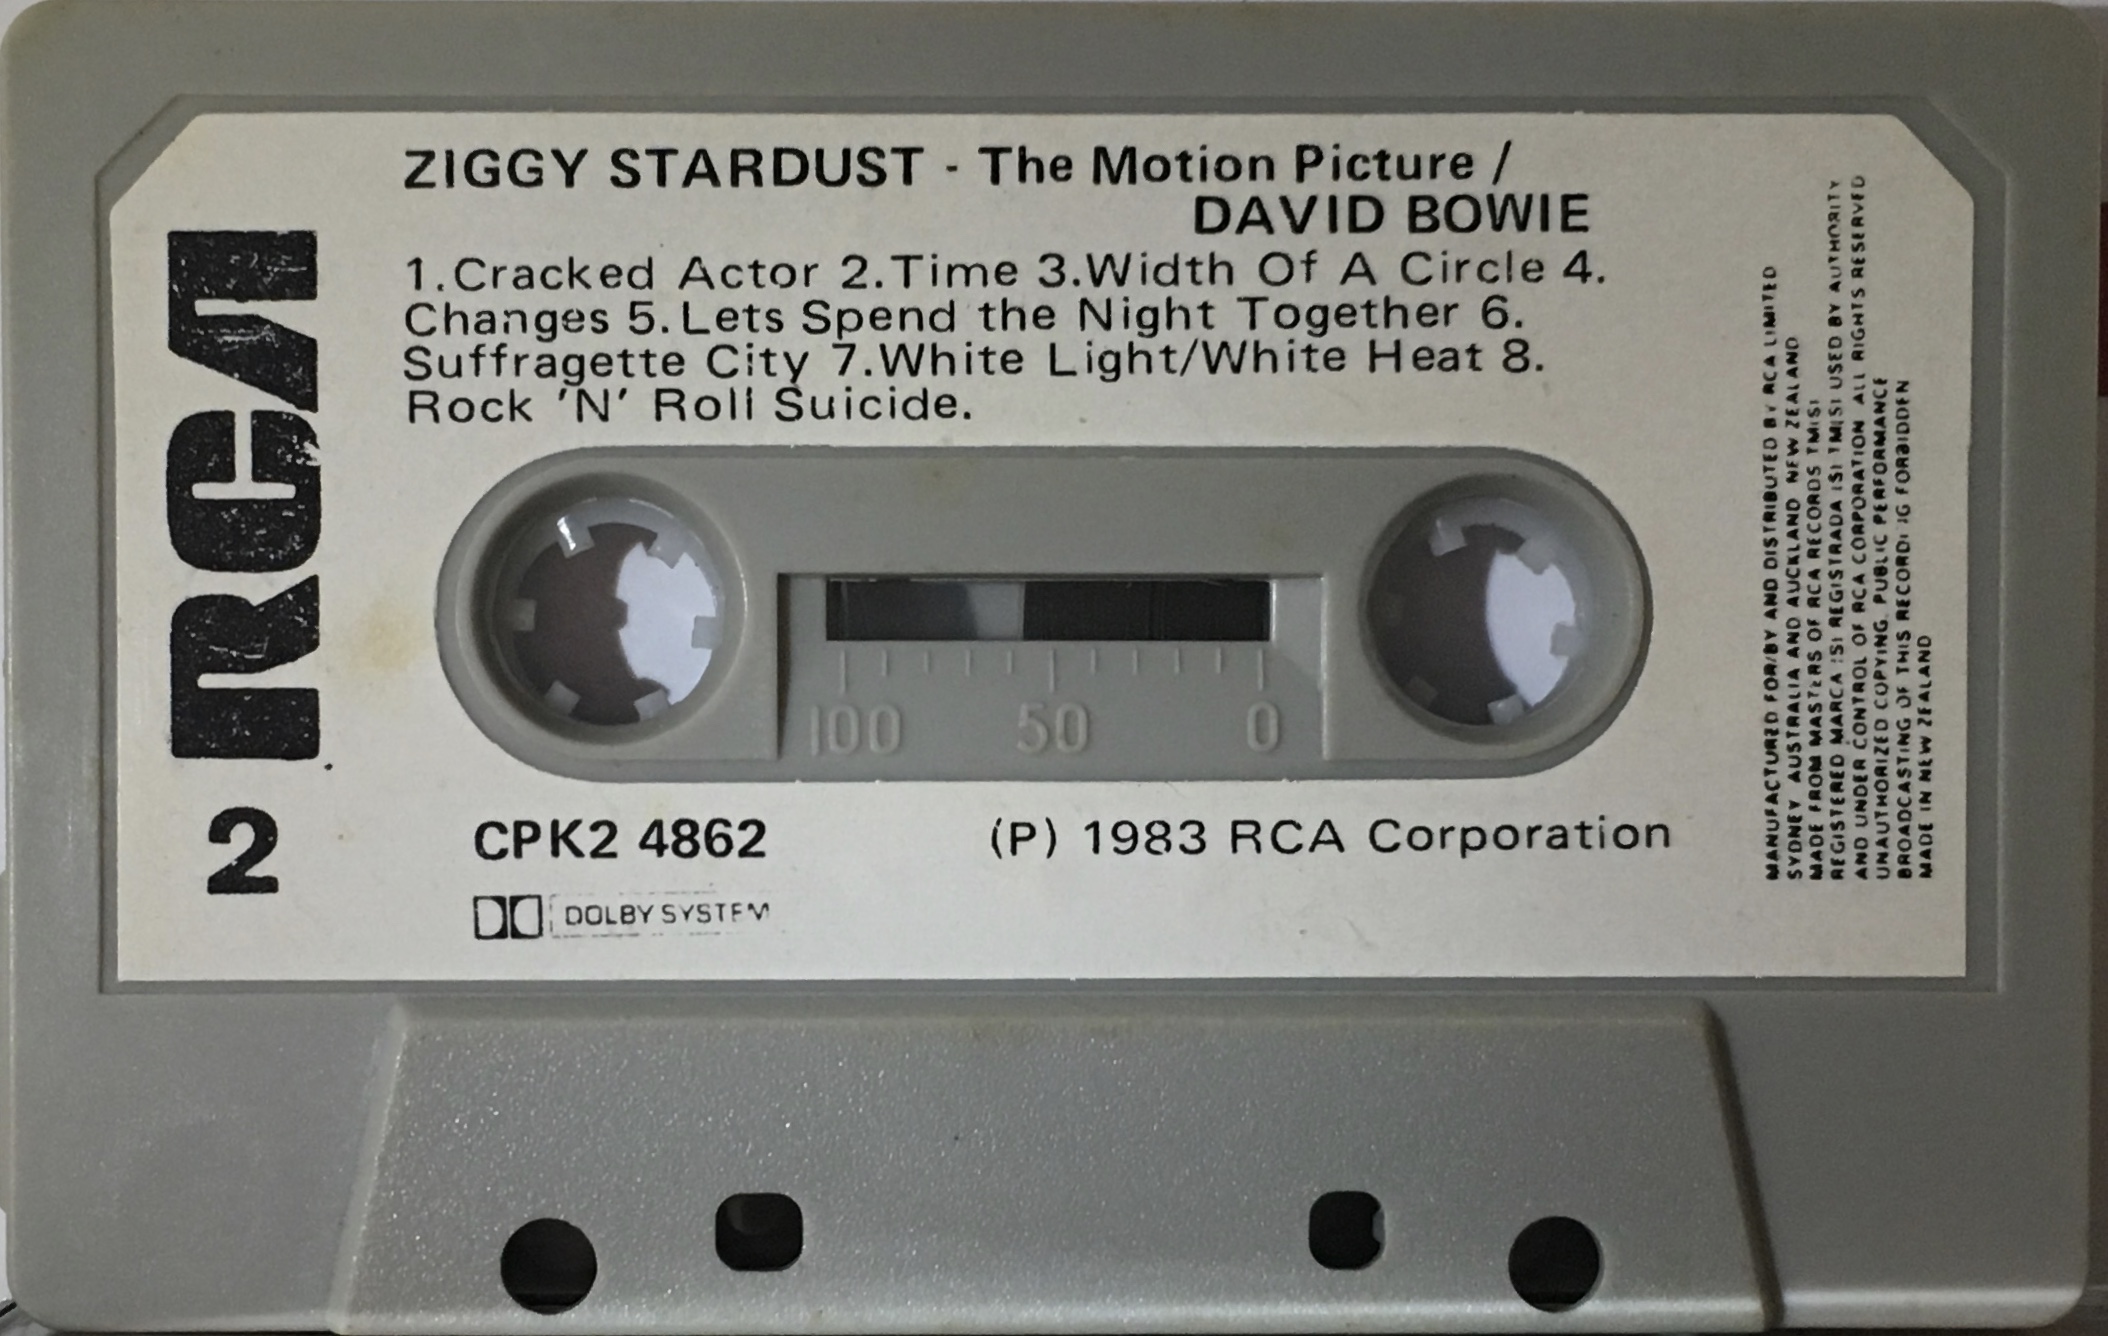 ZIGGY STARDUST - The Motion Picture /
DAVID BOWIE
1.Cracked Actor 2.Time 3.Width Of A Circle 4.
Changes 5.Lets Spend the Night Together 6.
Suffragette City 7.White Light/White Heat 8.
Rock 'N' Roll Suicide.
RCA
2
100 50 0
CPK2 4862
(P) 1983 RCA Corporation
DOLBY SYSTEM
MANUFACTURED FOR/BY AND DISTRIBUTED BY RCA LIMITED
SYDNEY AUSTRALIA AND AUCKLAND NEW ZEALAND
MADE FROM MASTERS OF RCA RECORDS TM(S)
REGISTERED MARCA (S) REGISTRADA (S) TM(S) USED BY AUTHORITY
AND UNDER CONTROL OF RCA CORPORATION ALL RIGHTS RESERVED
UNAUTHORIZED COPYING, PUBLIC PERFORMANCE
BROADCASTING OF THIS RECORDING FORBIDDEN
MADE IN NEW ZEALAND